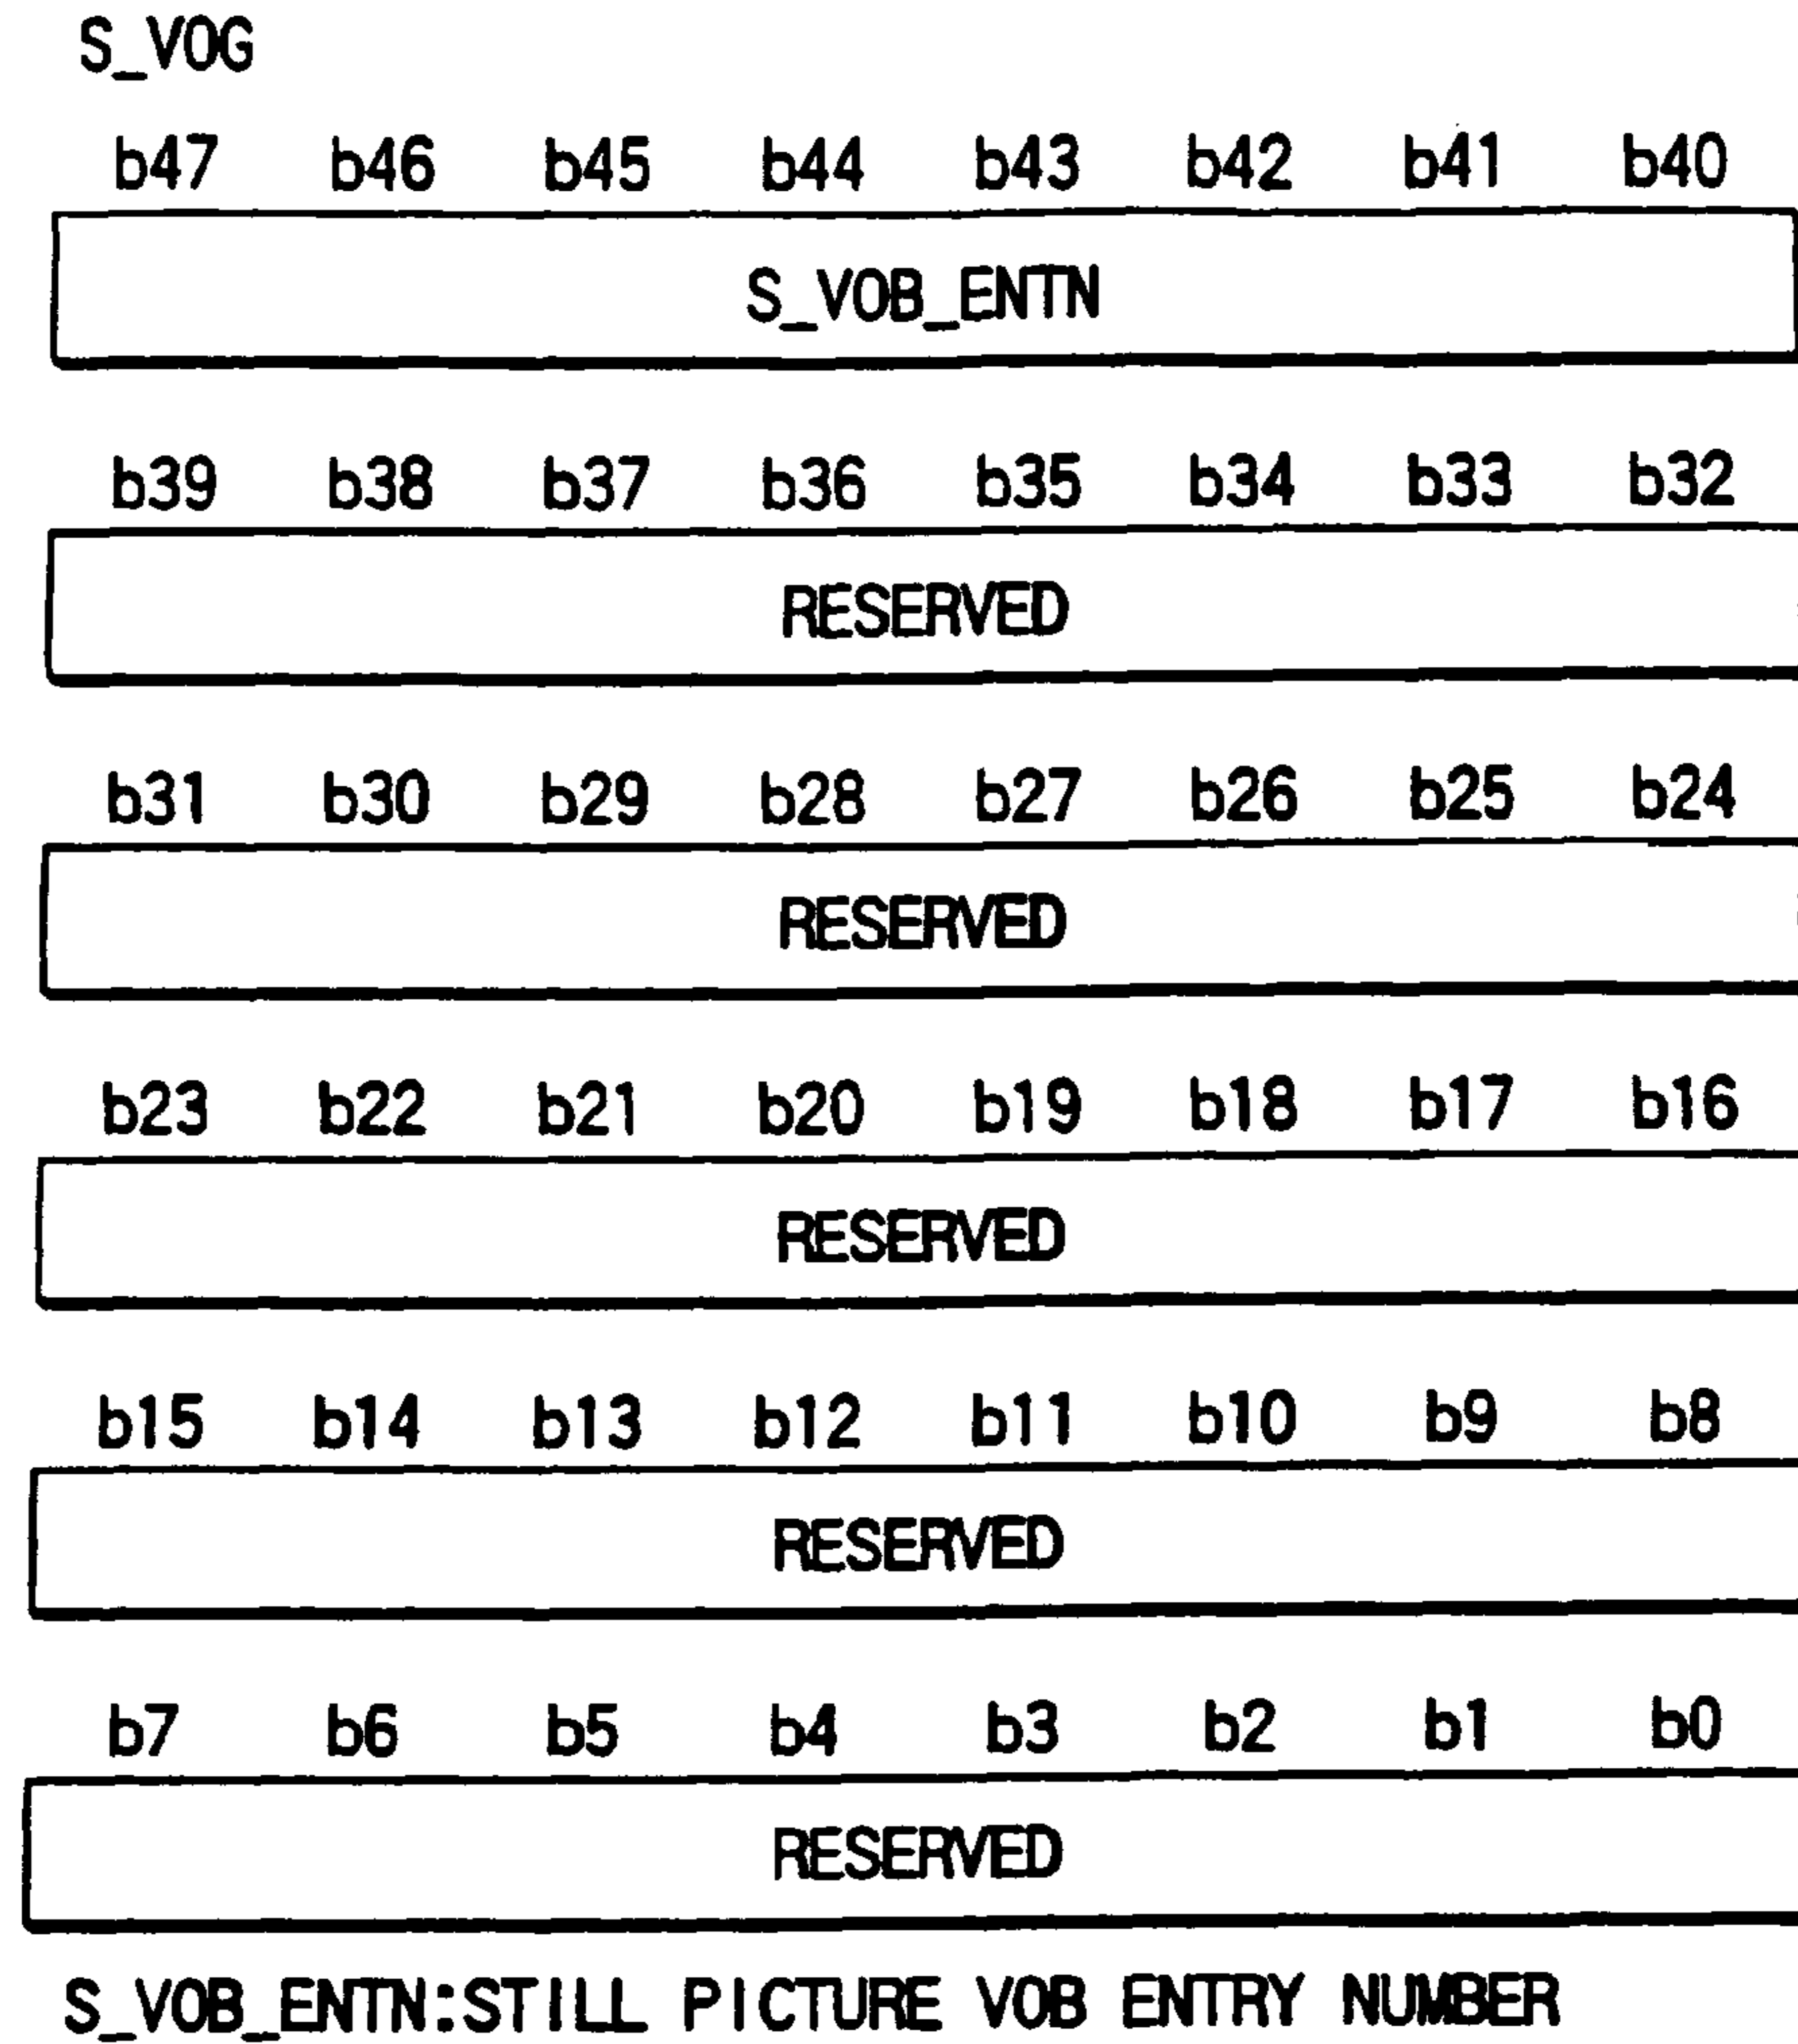 S_VOG
b47 b46 b45 b44 b43 b42 b41 b40
S_VOB_ENTN
b39 b38 b37 b36 b35 b34 b33 b32
RESERVED
b31 b30 b29 b28 b27 b26 b25 b24
RESERVED
b23 b22 b21 b20 b19 b18 b17 b16
RESERVED
b15 b14 b13 b12 b11 b10 b9 b8
RESERVED
b7 b6 b5 b4 b3 b2 b1 b0
RESERVED
S_VOB_ENTN:STILL PICTURE VOB ENTRY NUMBER